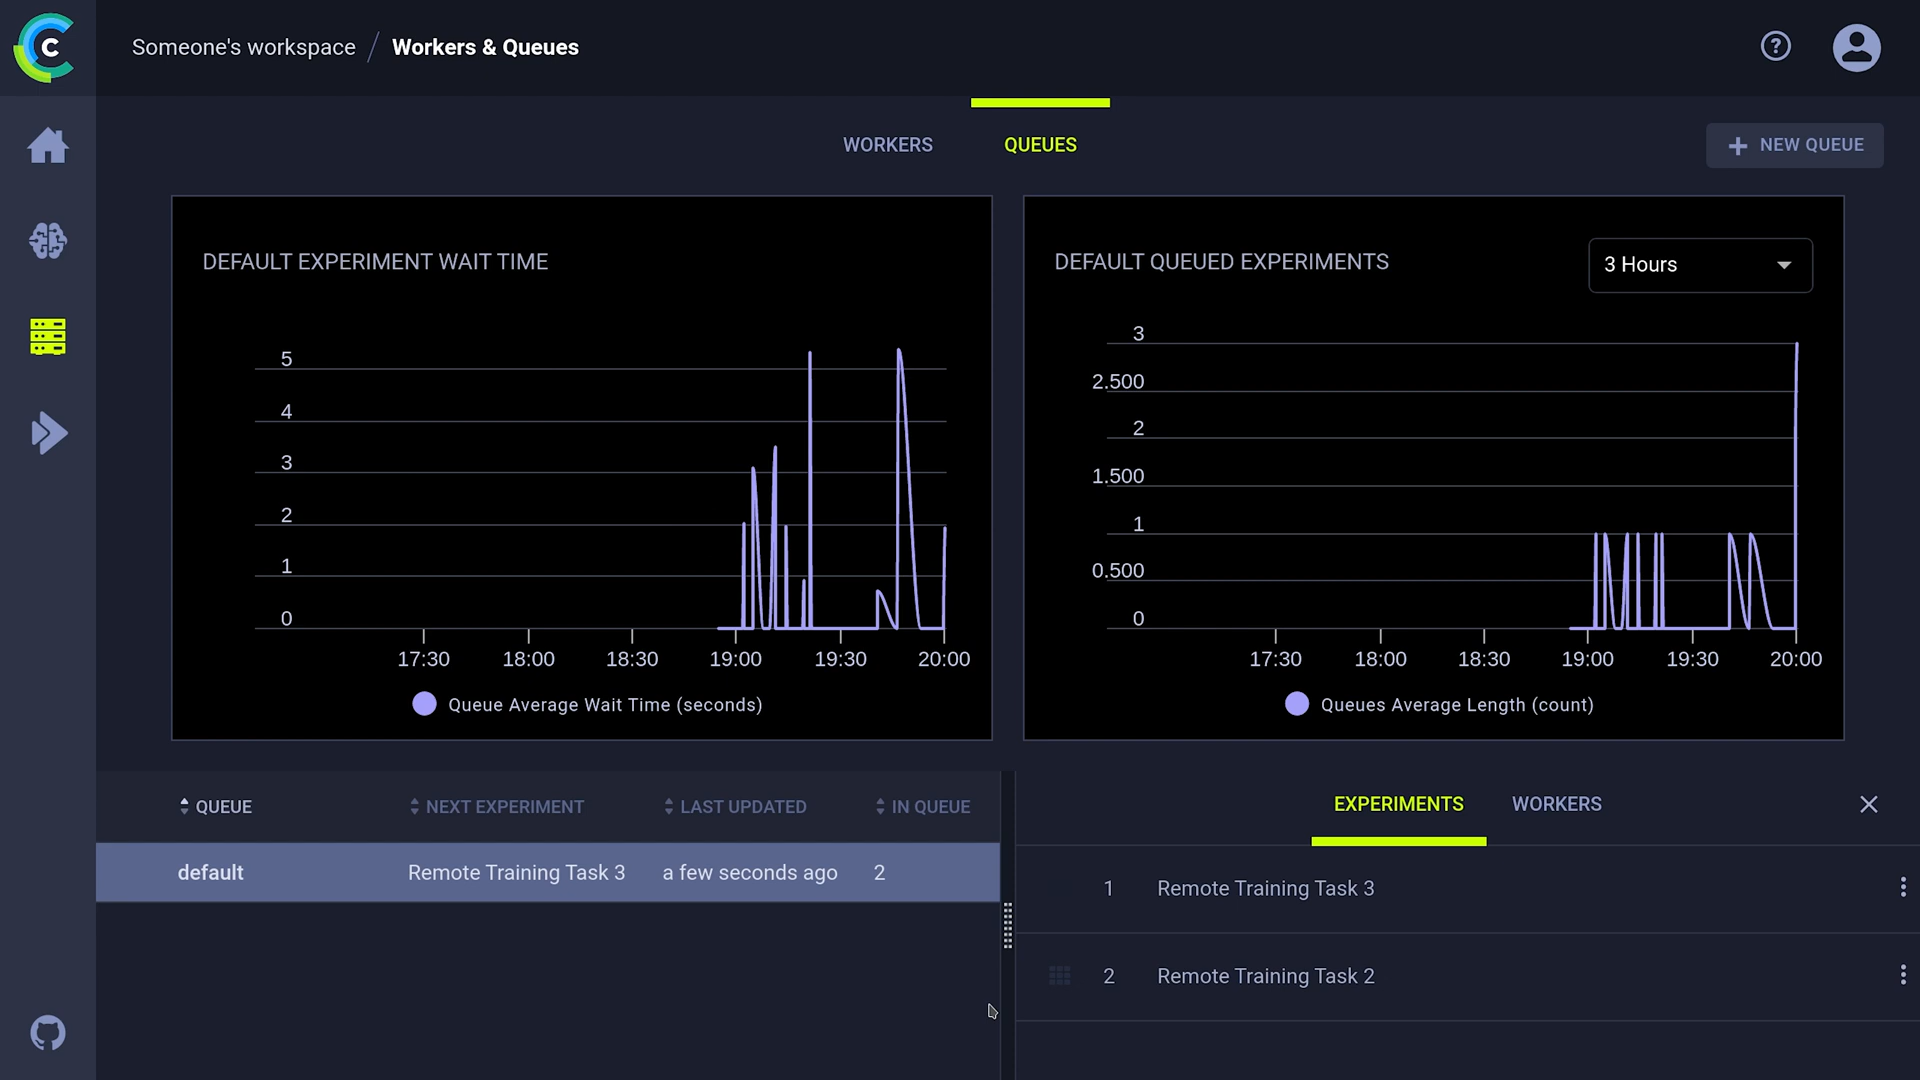 C
Someone's workspace / Workers & Queues
?
WORKERS
QUEUES
+ NEW QUEUE
DEFAULT EXPERIMENT WAIT TIME
5
4
3
2
1
0
17:30 18:00 18:30 19:00 19:30 20:00
Queue Average Wait Time (seconds)
DEFAULT QUEUED EXPERIMENTS
3 Hours
3
2.500
2
1.500
1
0.500
0
17:30 18:00 18:30 19:00 19:30 20:00
Queues Average Length (count)
QUEUE NEXT EXPERIMENT LAST UPDATED IN QUEUE
default Remote Training Task 3 a few seconds ago 2
EXPERIMENTS WORKERS
1 Remote Training Task 3
2 Remote Training Task 2